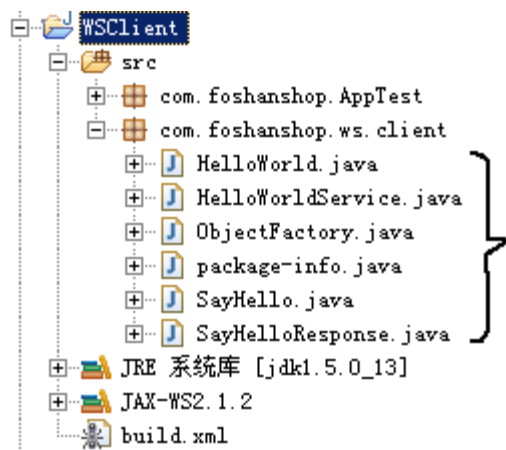 WSClient
src
com.foshanshop.AppTest
com.foshanshop.ws.client
HelloWorld.java
HelloWorldService.java
ObjectFactory.java
package-info.java
SayHello.java
SayHelloResponse.java
JRE 系统库 [jdk1.5.0_13]
JAX-WS2.1.2
build.xml